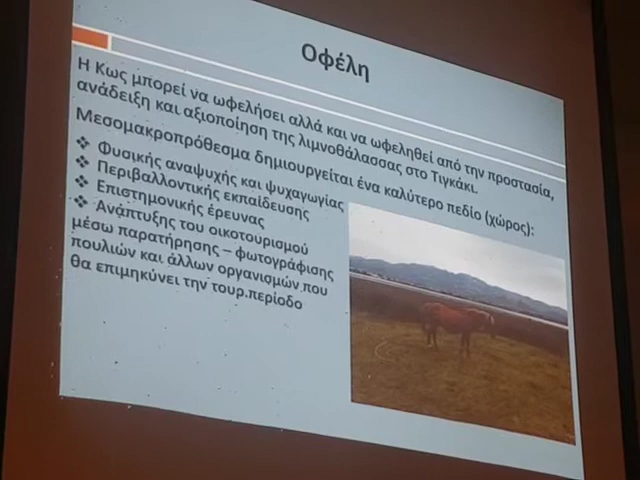 Οφέλη
Η Κως μπορεί να ωφελήσει αλλά και να ωφεληθεί από την προστασία,
ανάδειξη και αξιοποίηση της λιμνοθάλασσας στο Τιγκάκι.
Μεσομακροπρόθεσμα δημιουργείται ένα καλύτερο πεδίο (χώρος):
❖ Φυσικής αναψυχής και ψυχαγωγίας
❖ Περιβαλλοντικής εκπαίδευσης
❖ Επιστημονικής έρευνας
❖ Ανάπτυξης του οικοτουρισμού
μέσω παρατήρησης – φωτογράφισης
πουλιών και άλλων οργανισμών που
θα επιμηκύνει την τουρ.περίοδο